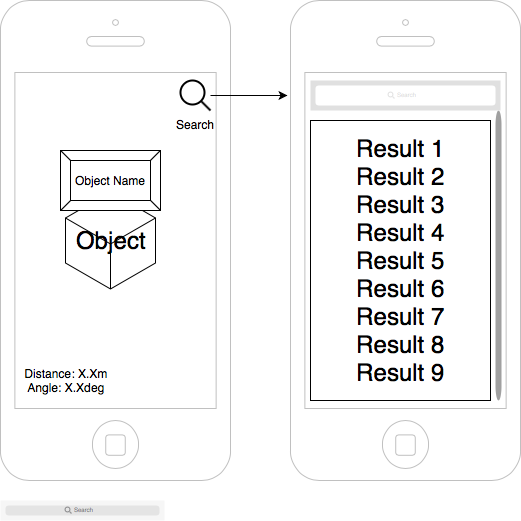 Search
Object Name
Object
Distance: X.Xm
Angle: X.Xdeg
Search
Result 1
Result 2
Result 3
Result 4
Result 5
Result 6
Result 7
Result 8
Result 9
Search